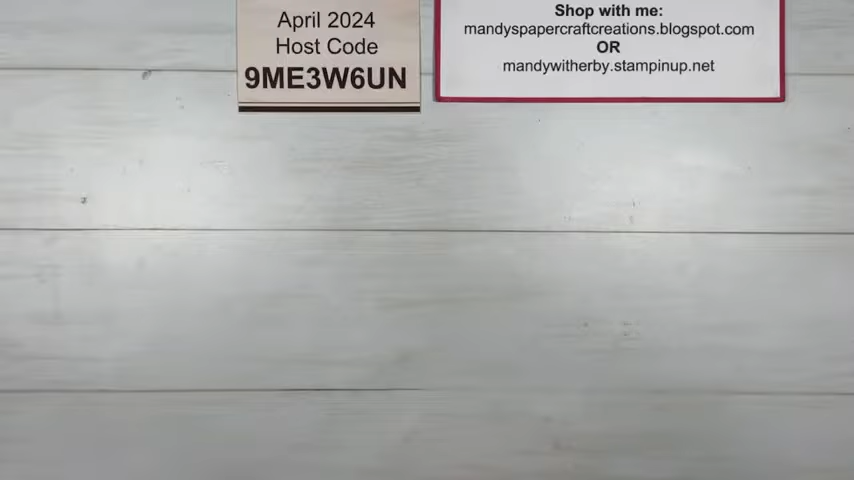 April 2024
Host Code
9ME3W6UN
Shop with me:
mandyspapercraftcreations.blogspot.com
OR
mandywitherby.stampinup.net